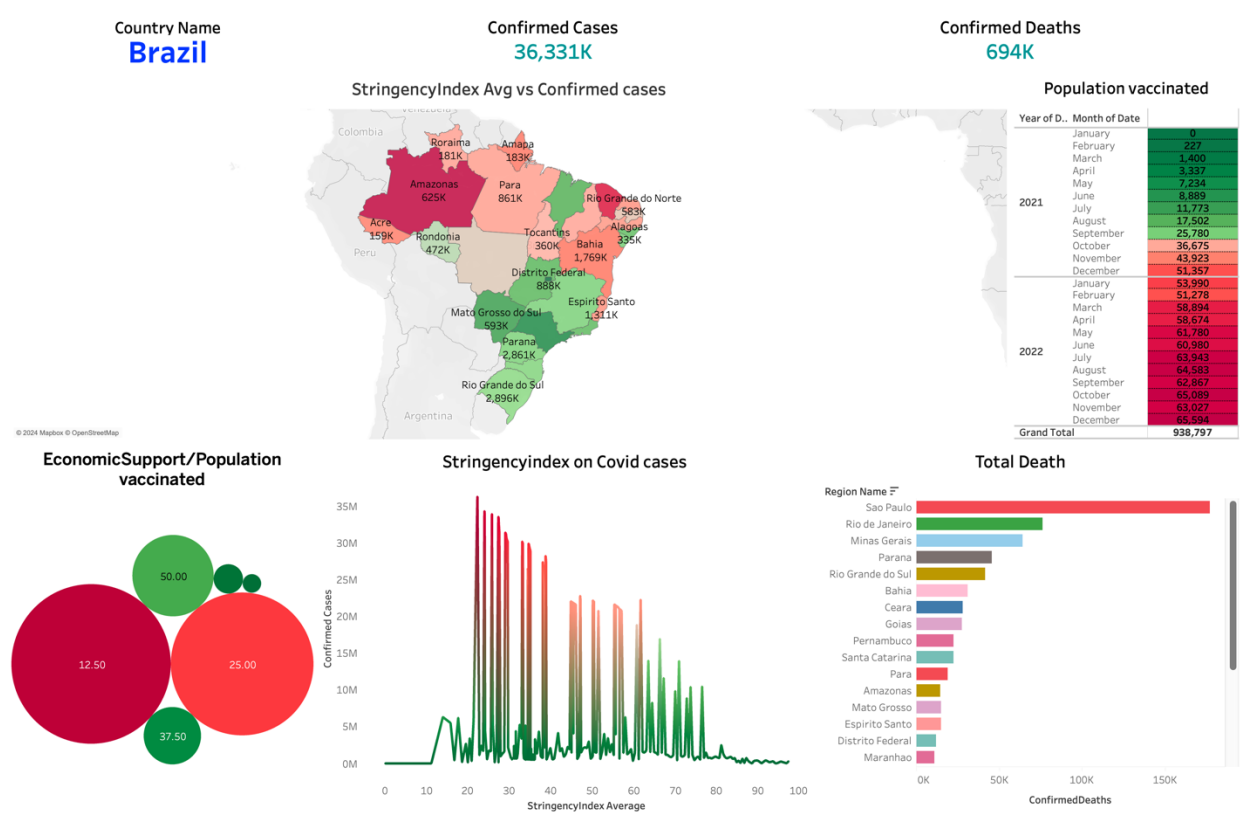 Country Name
Brazil
Confirmed Cases
36,331K
Confirmed Deaths
694K
StringencyIndex Avg vs Confirmed cases
Venezuela
Colombia
Roraima
181K
Amapa
183K
Amazonas
625K
Para
861K
Rio Grande do Norte
583K
Acre
159K
Rondonia
472K
Tocantins
360K
Alagoas
335K
Bahia
1,769K
Peru
Distrito Federal
888K
Espirito Santo
1,311K
Mato Grosso do Sul
593K
Parana
2,861K
Rio Grande do Sul
2,896K
Argentina
© 2024 Mapbox © OpenStreetMap
Population vaccinated
Year of D.. Month of Date
2021
January 0
February 227
March 1,400
April 3,337
May 7,234
June 8,889
July 11,773
August 17,502
September 25,780
October 36,675
November 43,923
December 51,357
2022
January 53,990
February 51,278
March 58,894
April 58,674
May 61,780
June 60,980
July 63,943
August 64,583
September 62,867
October 65,089
November 63,027
December 65,594
Grand Total 938,797
EconomicSupport/Population
vaccinated
50.00
12.50
25.00
37.50
Stringencyindex on Covid cases
Confirmed Cases
35M
30M
25M
20M
15M
10M
5M
0M
0 10 20 30 40 50 60 70 80 90 100
StringencyIndex Average
Total Death
Region Name
Sao Paulo
Rio de Janeiro
Minas Gerais
Parana
Rio Grande do Sul
Bahia
Ceara
Goias
Pernambuco
Santa Catarina
Para
Amazonas
Mato Grosso
Espirito Santo
Distrito Federal
Maranhao
0K 50K 100K 150K
ConfirmedDeaths